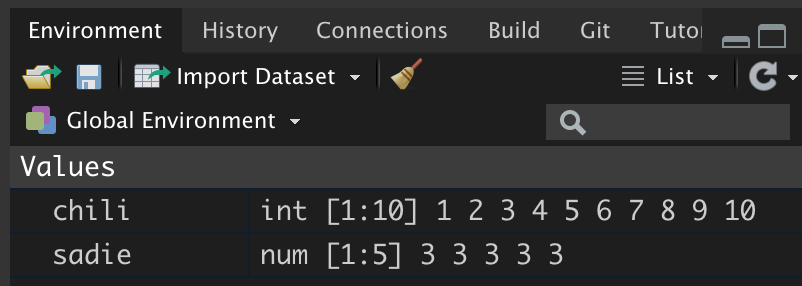 Environment History Connections Build Git Tutor
Import Dataset List
Global Environment
Values
chili int [1:10] 1 2 3 4 5 6 7 8 9 10
sadie num [1:5] 3 3 3 3 3